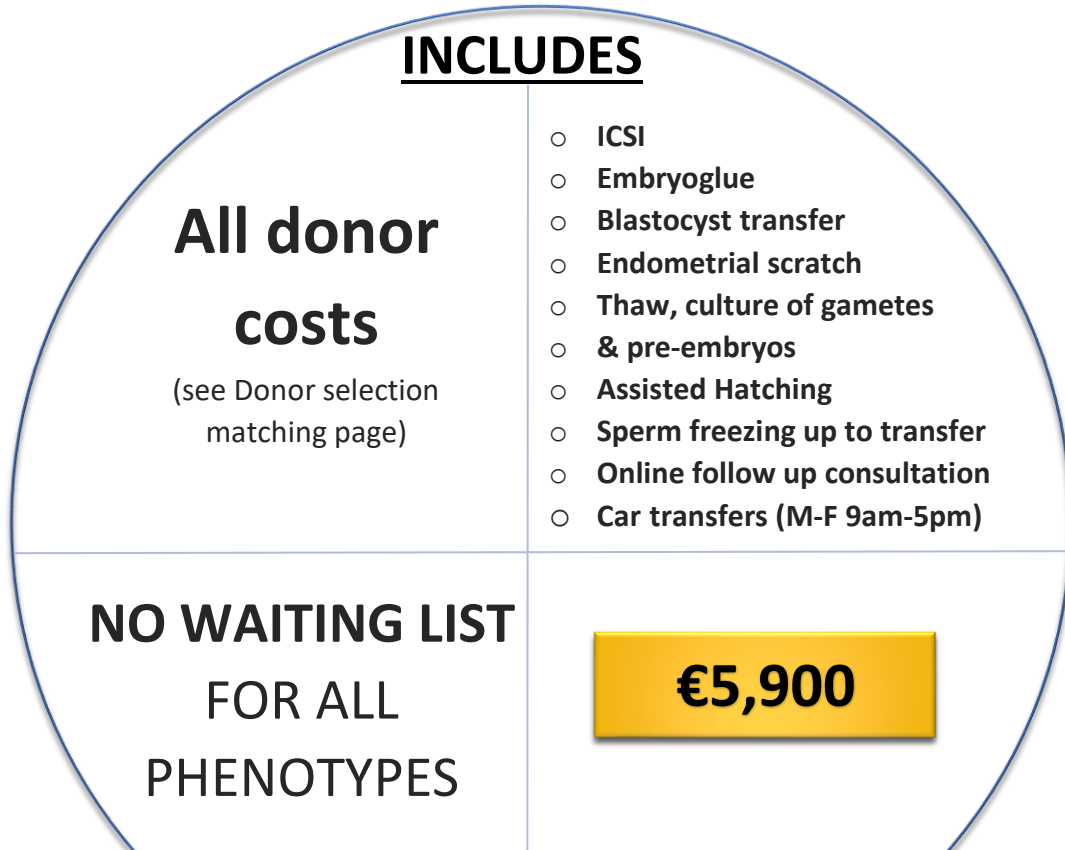 INCLUDES
All donor
costs
(see Donor selection
matching page)
o ICSI
o Embryoglue
o Blastocyst transfer
o Endometrial scratch
o Thaw, culture of gametes
o & pre-embryos
o Assisted Hatching
o Sperm freezing up to transfer
o Online follow up consultation
o Car transfers (M-F 9am-5pm)
NO WAITING LIST
FOR ALL
PHENOTYPES
€5,900